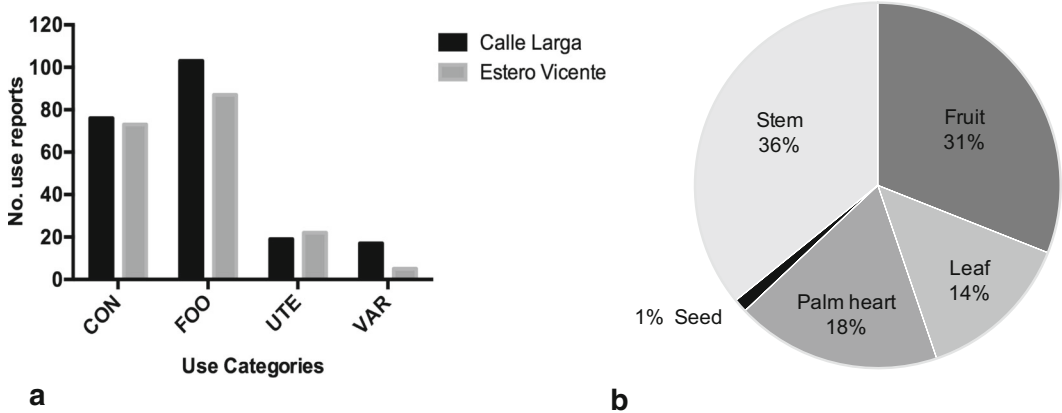 120
100
80
60
40
20
0
No. use reports
CON
FOO
UTE
VAR
Use Categories
Calle Larga
Estero Vicente
a
Stem
36%
Fruit
31%
Leaf
14%
Palm heart
18%
1% Seed
b